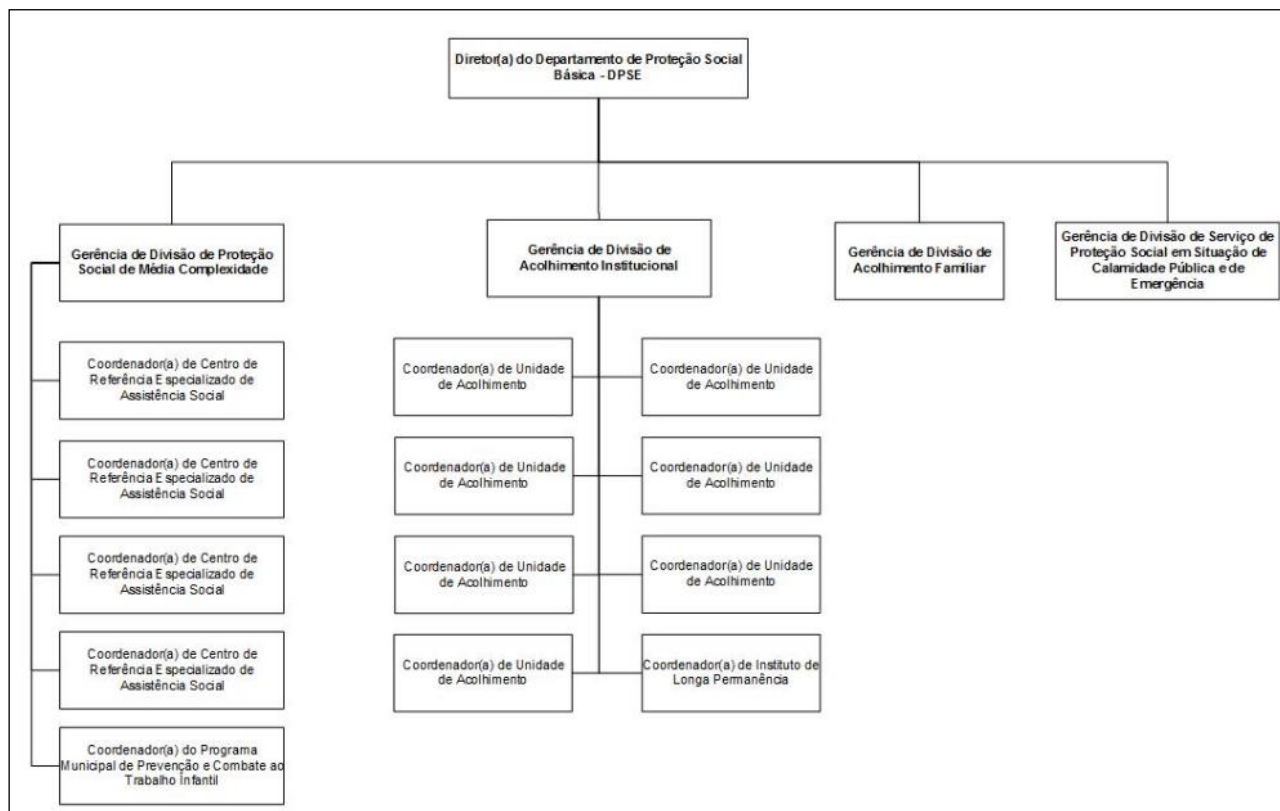 Diretor(a) do Departamento de Proteção Social
Básica - DPSE
Gerência de Divisão de Proteção
Social de Média Complexidade
Gerência de Divisão de
Acolhimento Institucional
Gerência de Divisão de
Acolhimento Familiar
Gerência de Divisão de Serviço de
Proteção Social em Situação de
Calamidade Pública e de
Emergência
Coordenador(a) de Centro de
Referência Especializado de
Assistência Social
Coordenador(a) de Centro de
Referência Especializado de
Assistência Social
Coordenador(a) de Centro de
Referência Especializado de
Assistência Social
Coordenador(a) de Centro de
Referência Especializado de
Assistência Social
Coordenador(a) do Programa
Municipal de Prevenção e Combate ao
Trabalho Infantil
Coordenador(a) de Unidade
de Acolhimento
Coordenador(a) de Unidade
de Acolhimento
Coordenador(a) de Unidade
de Acolhimento
Coordenador(a) de Unidade
de Acolhimento
Coordenador(a) de Unidade
de Acolhimento
Coordenador(a) de Unidade
de Acolhimento
Coordenador(a) de Unidade
de Acolhimento
Coordenador(a) de Instituto de
Longa Permanência